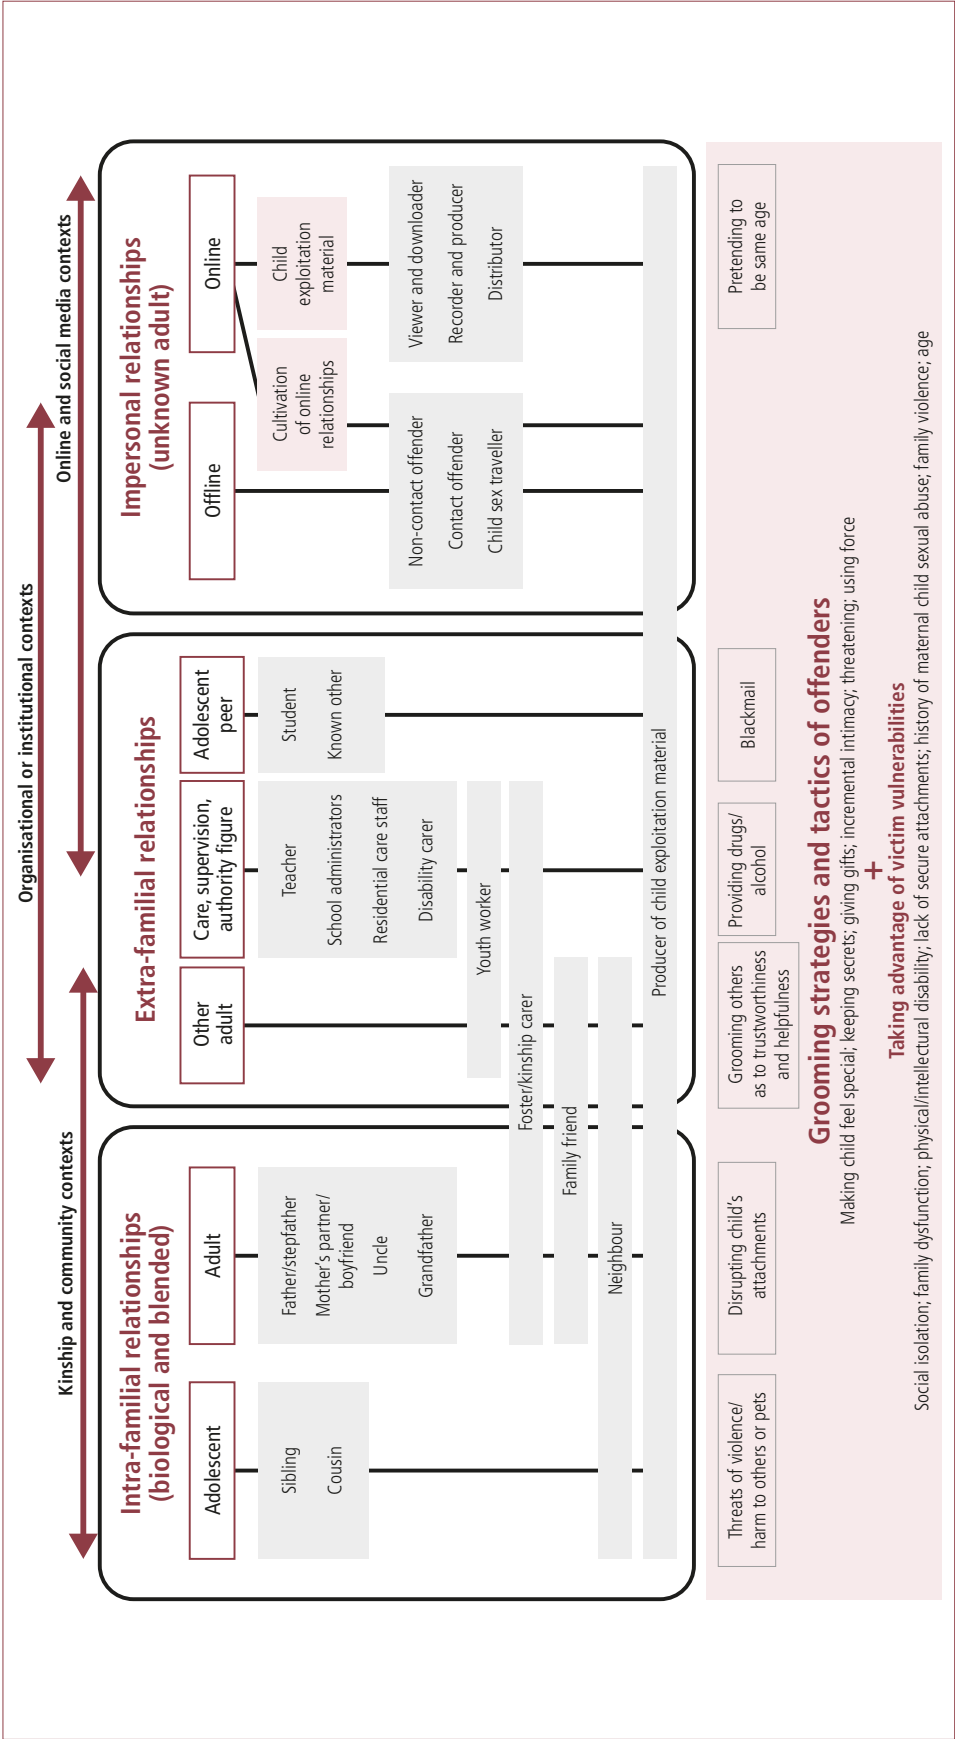 Kinship and community contexts
Organisational or institutional contexts
Online and social media contexts
Intra-familial relationships
(biological and blended)
Adolescent
Sibling
Cousin
Adult
Father/stepfather
Mother’s partner/
boyfriend
Uncle
Grandfather
Extra-familial relationships
Other
adult
Care, supervision,
authority figure
Teacher
School administrators
Residential care staff
Disability carer
Adolescent
peer
Student
Known other
Impersonal relationships
(unknown adult)
Offline
Online
Cultivation
of online
relationships
Child
exploitation
material
Non-contact offender
Contact offender
Child sex traveller
Viewer and downloader
Recorder and producer
Distributor
Youth worker
Foster/kinship carer
Family friend
Neighbour
Producer of child exploitation material
Threats of violence/
harm to others or pets
Disrupting child’s
attachments
Grooming others
as to trustworthiness
and helpfulness
Providing drugs/
alcohol
Blackmail
Pretending to
be same age
Grooming strategies and tactics of offenders
Making child feel special; keeping secrets; giving gifts; incremental intimacy; threatening; using force
+
Taking advantage of victim vulnerabilities
Social isolation; family dysfunction; physical/intellectual disability; lack of secure attachments; history of maternal child sexual abuse; family violence; age